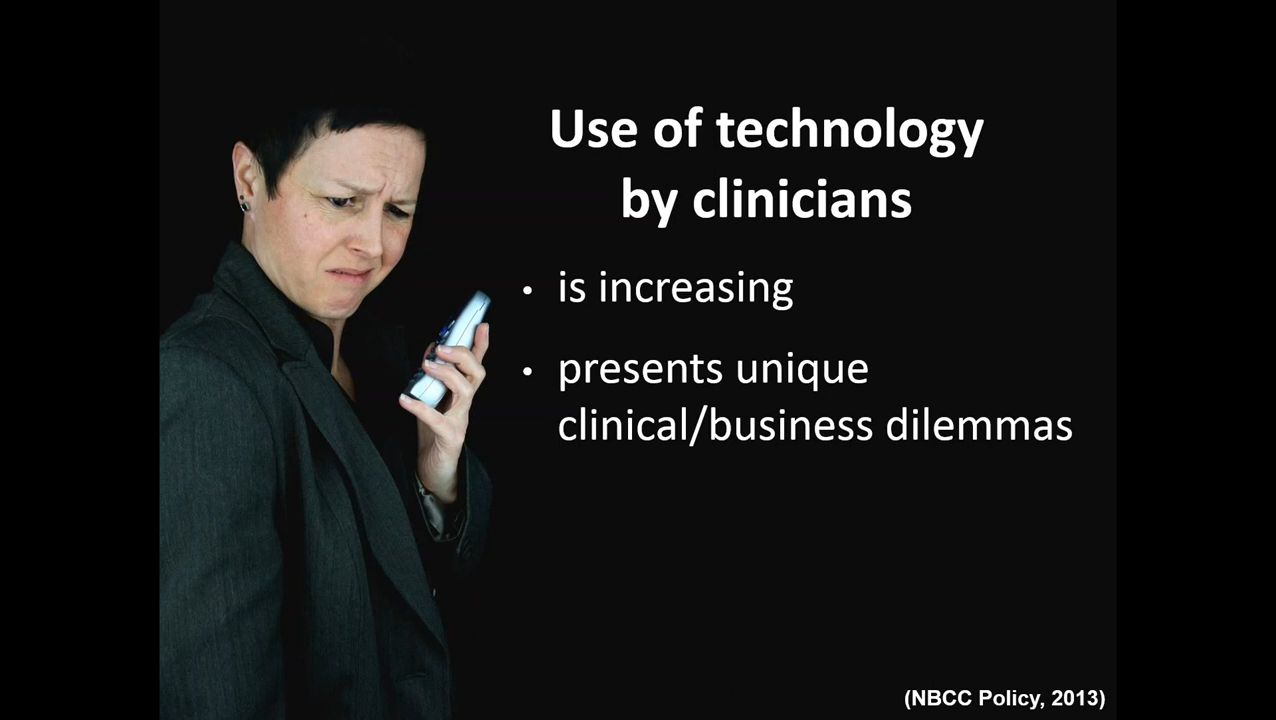 Use of technology
by clinicians
• is increasing
• presents unique
clinical/business dilemmas
(NBCC Policy, 2013)